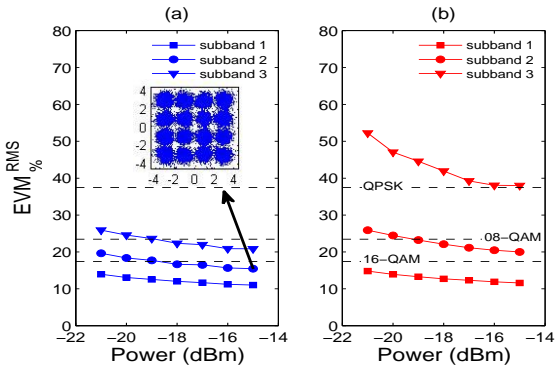 (a)
(b)
EVM RMS %
80
70
60
50
40
30
20
10
0
subband 1
subband 2
subband 3
4
2
0
−2
−4
−4 −2 0 2 4
−22 −20 −18 −16 −14
Power (dBm)
80
70
60
50
40
30
20
10
0
subband 1
subband 2
subband 3
QPSK
08−QAM
16−QAM
−22 −20 −18 −16 −14
Power (dBm)